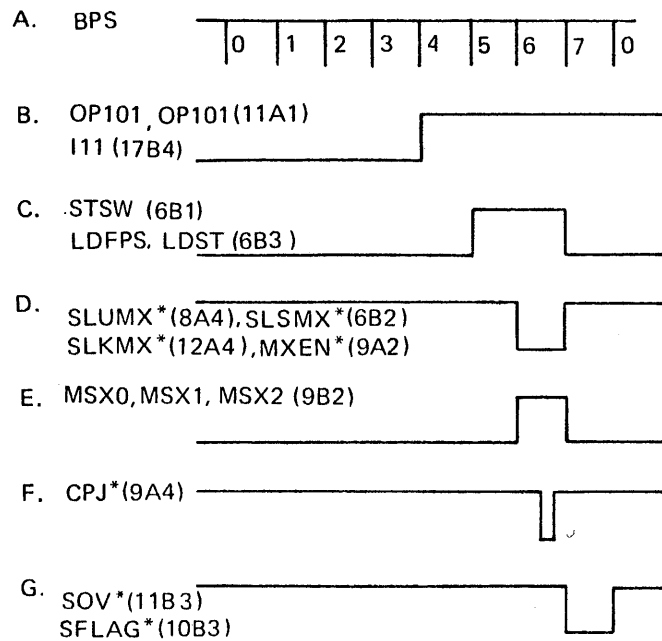 A. BPS
0 1 2 3 4 5 6 7 0
B. OP101, OP101(11A1)
I11 (17B4)
C. STSW (6B1)
LDFPS. LDST (6B3)
D. SLUMX*(8A4), SLSMX*(6B2)
SLKMX*(12A4), MXEN*(9A2)
E. MSX0, MSX1, MSX2 (9B2)
F. CPJ*(9A4)
G. SOV*(11B3)
SFLAG*(10B3)